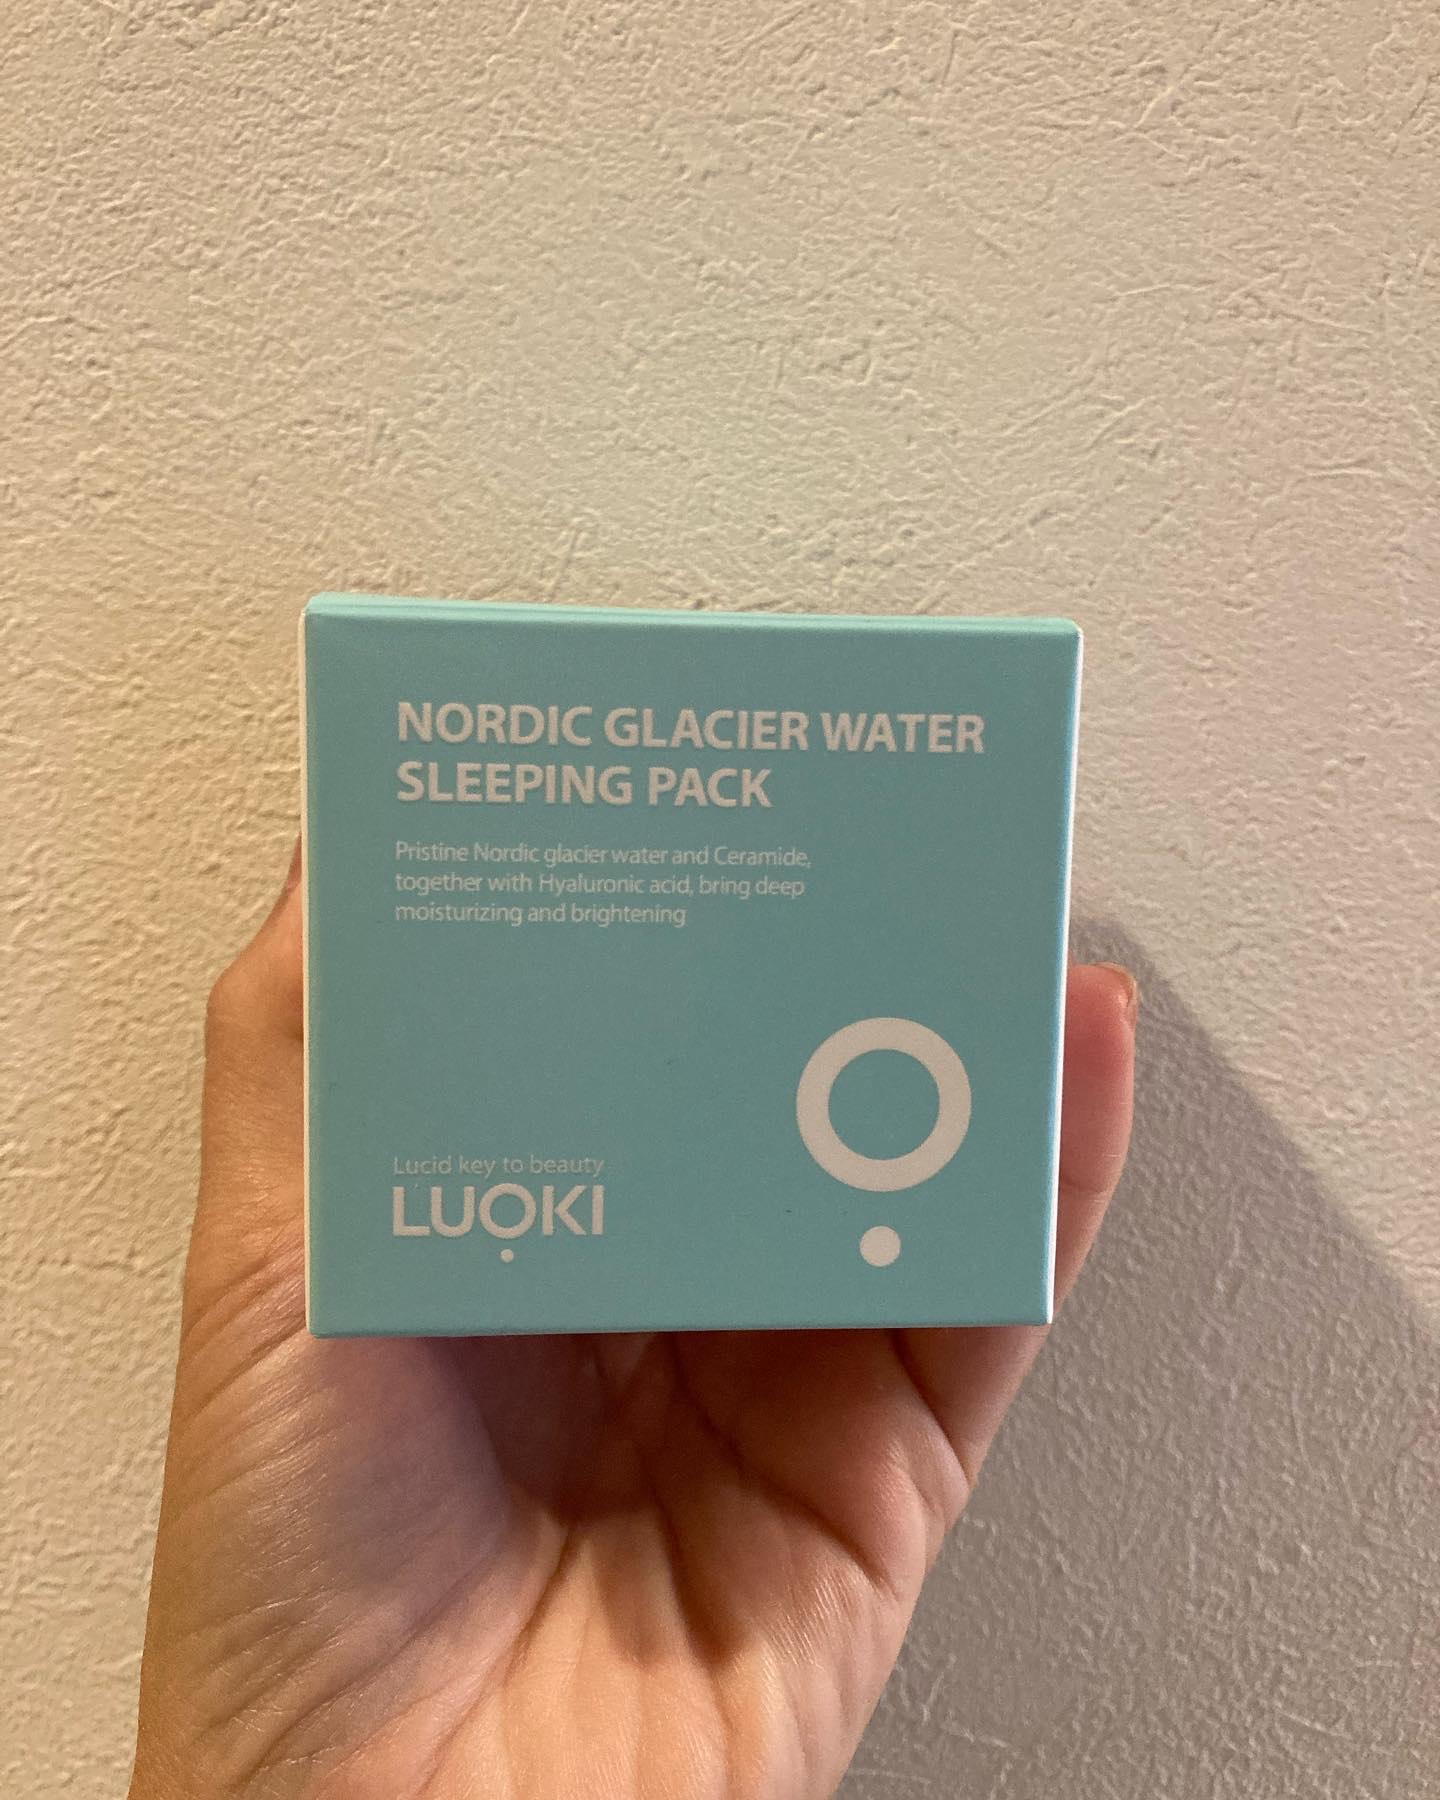 NORDIC GLACIER WATER
SLEEPING PACK
Pristine Nordic glacier water and Ceramide,
together with Hyaluronic acid, bring deep
moisturizing and brightening
Lucid key to beauty
LUỌKI